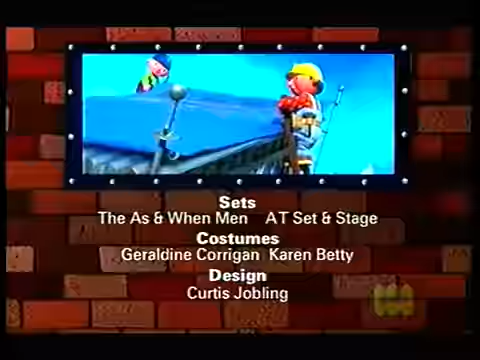 Sets
The As & When Men A T Set & Stage
Costumes
Geraldine Corrigan Karen Betty
Design
Curtis Jobling